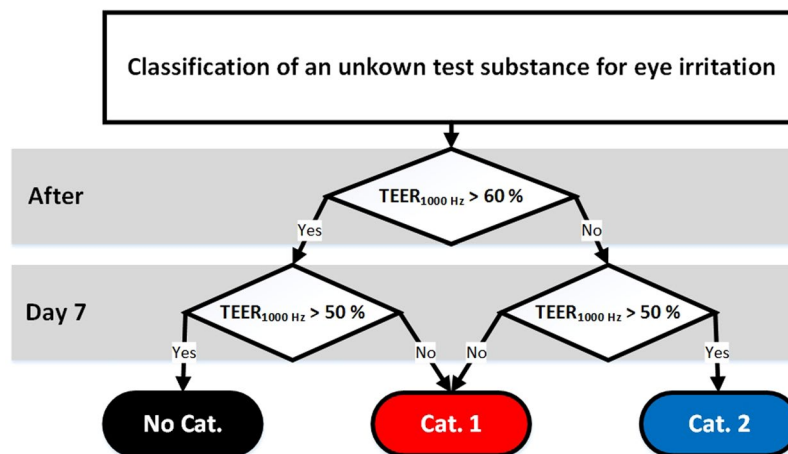 Classification of an unkown test substance for eye irritation
After
TEER1000 Hz > 60 %
Yes
No
Day 7
TEER1000 Hz > 50 %
TEER1000 Hz > 50 %
Yes
No
No
Yes
No Cat.
Cat. 1
Cat. 2